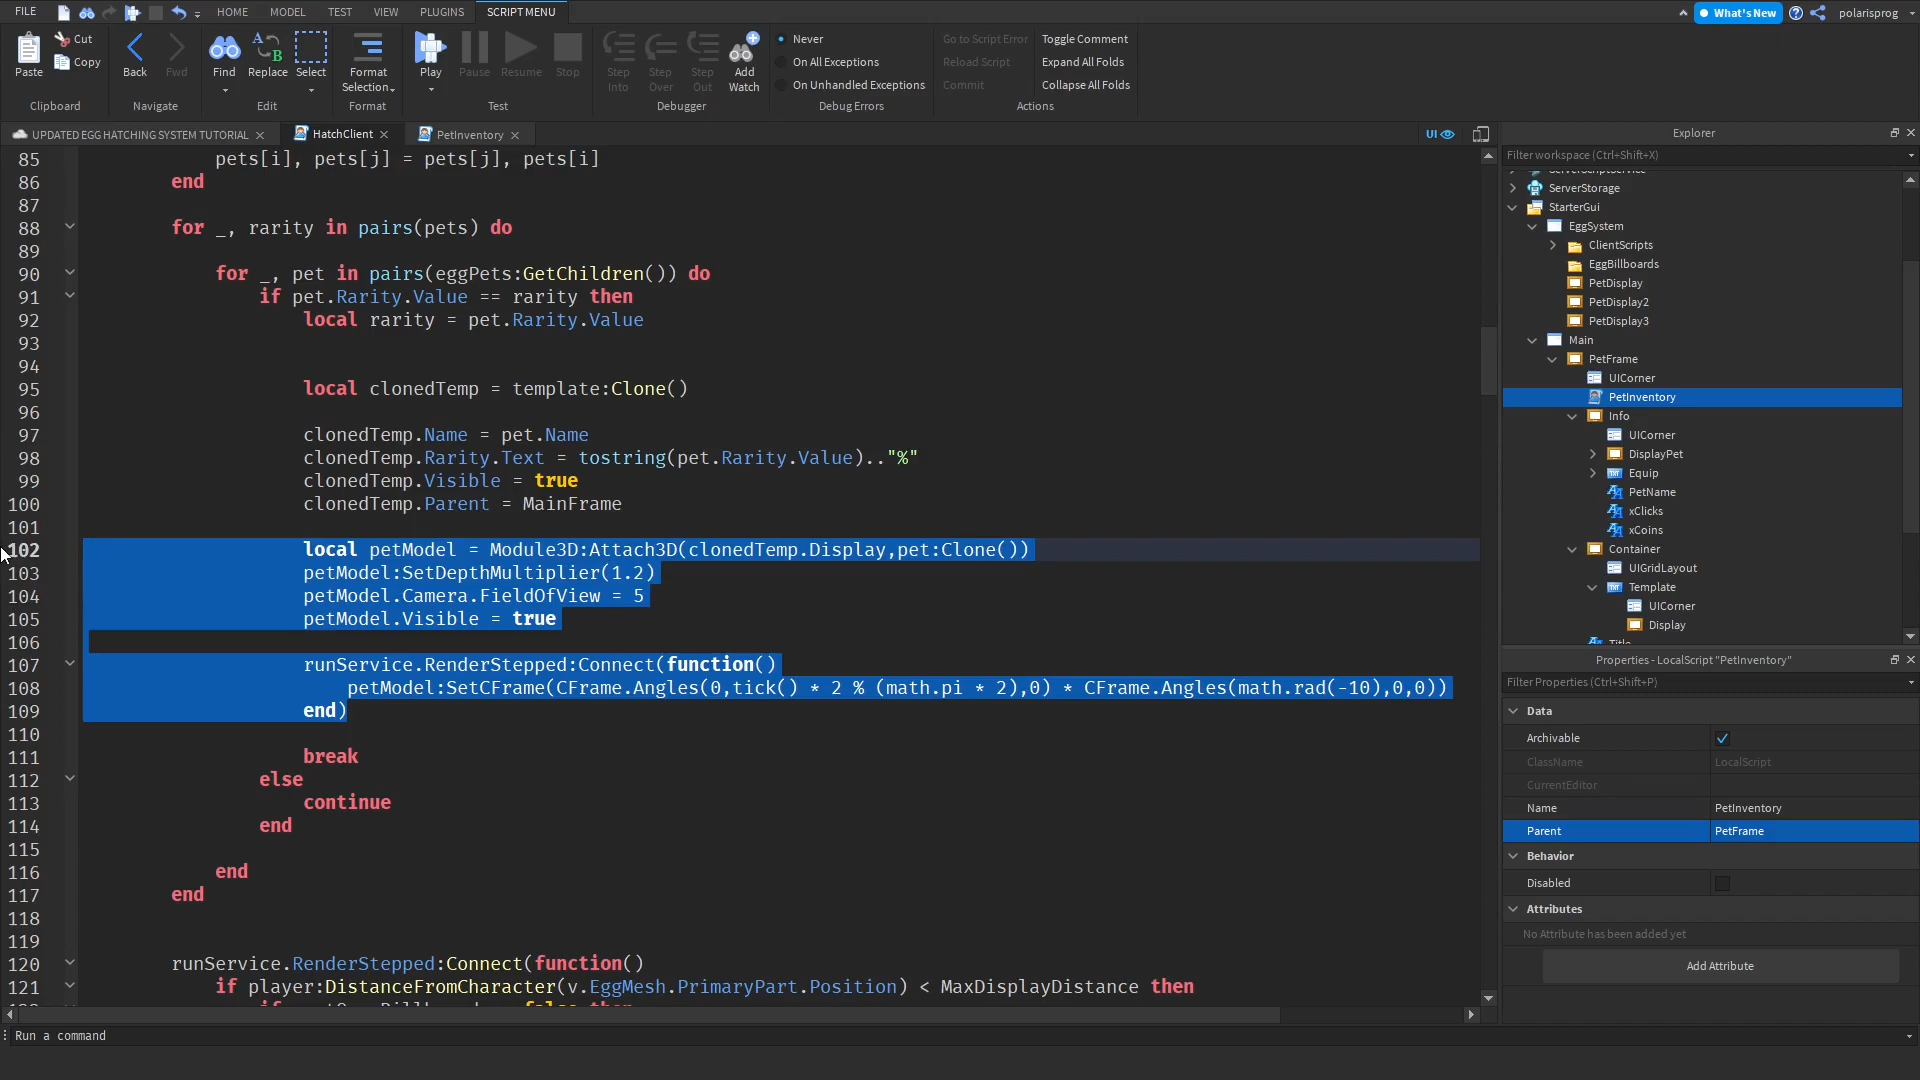 FILE HOME MODEL TEST VIEW PLUGINS SCRIPT MENU What's New polarisprog
Paste Cut Copy Back Fwd Find Replace Select Format Selection Play Pause Resume Stop Step Into Step Over Step Out Add Watch
Never
On All Exceptions
On Unhandled Exceptions
Go to Script Error
Reload Script
Commit
Toggle Comment
Expand All Folds
Collapse All Folds
Clipboard Navigate Edit Format Test Debugger Debug Errors Actions
UPDATED EGG HATCHING SYSTEM TUTORIAL HatchClient PetInventory UI
85 pets[i], pets[j] = pets[j], pets[i]
86 end
87
88 for _, rarity in pairs(pets) do
89
90 for _, pet in pairs(eggPets:GetChildren()) do
91 if pet.Rarity.Value == rarity then
92 local rarity = pet.Rarity.Value
93
94
95 local clonedTemp = template:Clone()
96
97 clonedTemp.Name = pet.Name
98 clonedTemp.Rarity.Text = tostring(pet.Rarity.Value).."%"
99 clonedTemp.Visible = true
100 clonedTemp.Parent = MainFrame
101
102 local petModel = Module3D:Attach3D(clonedTemp.Display,pet:Clone())
103 petModel:SetDepthMultiplier(1.2)
104 petModel.Camera.FieldOfView = 5
105 petModel.Visible = true
106
107 runService.RenderStepped:Connect(function()
108 petModel:SetCFrame(CFrame.Angles(0,tick() * 2 % (math.pi * 2),0) * CFrame.Angles(math.rad(-10),0,0))
109 end)
110
111 break
112 else
113 continue
114 end
115
116 end
117 end
118
119
120 runService.RenderStepped:Connect(function()
121 if player:DistanceFromCharacter(v.EggMesh.PrimaryPart.Position) < MaxDisplayDistance then
Run a command
Explorer
Filter workspace (Ctrl+Shift+X)
ServerScriptService
ServerStorage
StarterGui
EggSystem
ClientScripts
EggBillboards
PetDisplay
PetDisplay2
PetDisplay3
Main
PetFrame
UICorner
PetInventory
Info
UICorner
DisplayPet
Equip
PetName
xClicks
xCoins
Container
UIGridLayout
Template
UICorner
Display
Title
Properties - LocalScript "PetInventory"
Filter Properties (Ctrl+Shift+P)
Data
Archivable
ClassName LocalScript
CurrentEditor
Name PetInventory
Parent PetFrame
Behavior
Disabled
Attributes
No Attribute has been added yet
Add Attribute